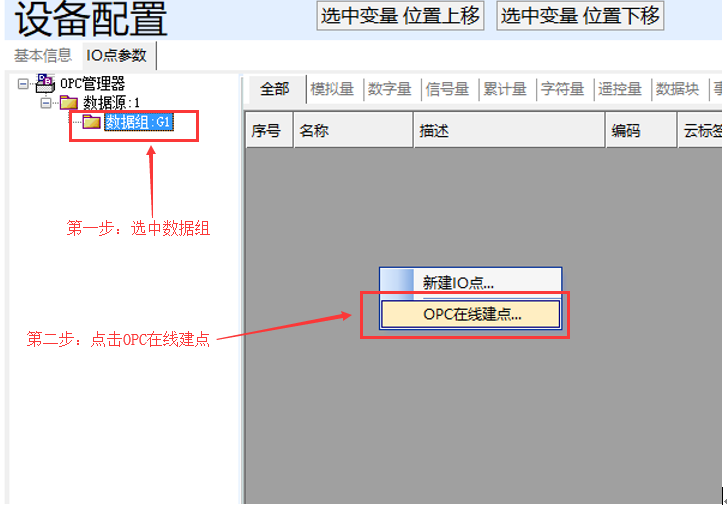 设备配置
选中变量 位置上移 选中变量 位置下移
基本信息 IO点参数
OPC管理器
数据源:1
数据组:G1
全部 模拟量 数字量 信号量 累计量 字符量 遥控量 数据块
序号 名称 描述 编码 云标签
第一步：选中数据组
新建IO点...
OPC在线建点...
第二步：点击OPC在线建点